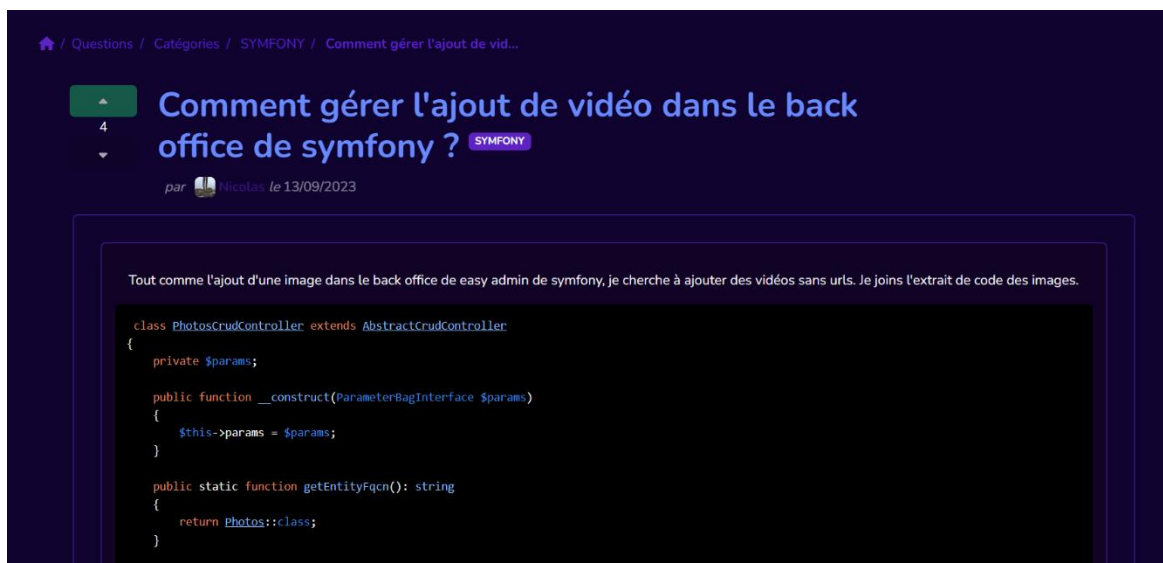 / Questions / Catégories / SYMFONY / Comment gérer l'ajout de vid...
Comment gérer l'ajout de vidéo dans le back
4
office de symfony ? SYMFONY
par Nicolas le 13/09/2023
Tout comme l'ajout d'une image dans le back office de easy admin de symfony, je cherche à ajouter des vidéos sans urls. Je joins l'extrait de code des images.
class PhotosCrudController extends AbstractCrudController
{
    private $params;
    public function __construct(ParameterBagInterface $params)
    {
        $this->params = $params;
    }
    public static function getEntityFqcn(): string
    {
        return Photos::class;
    }